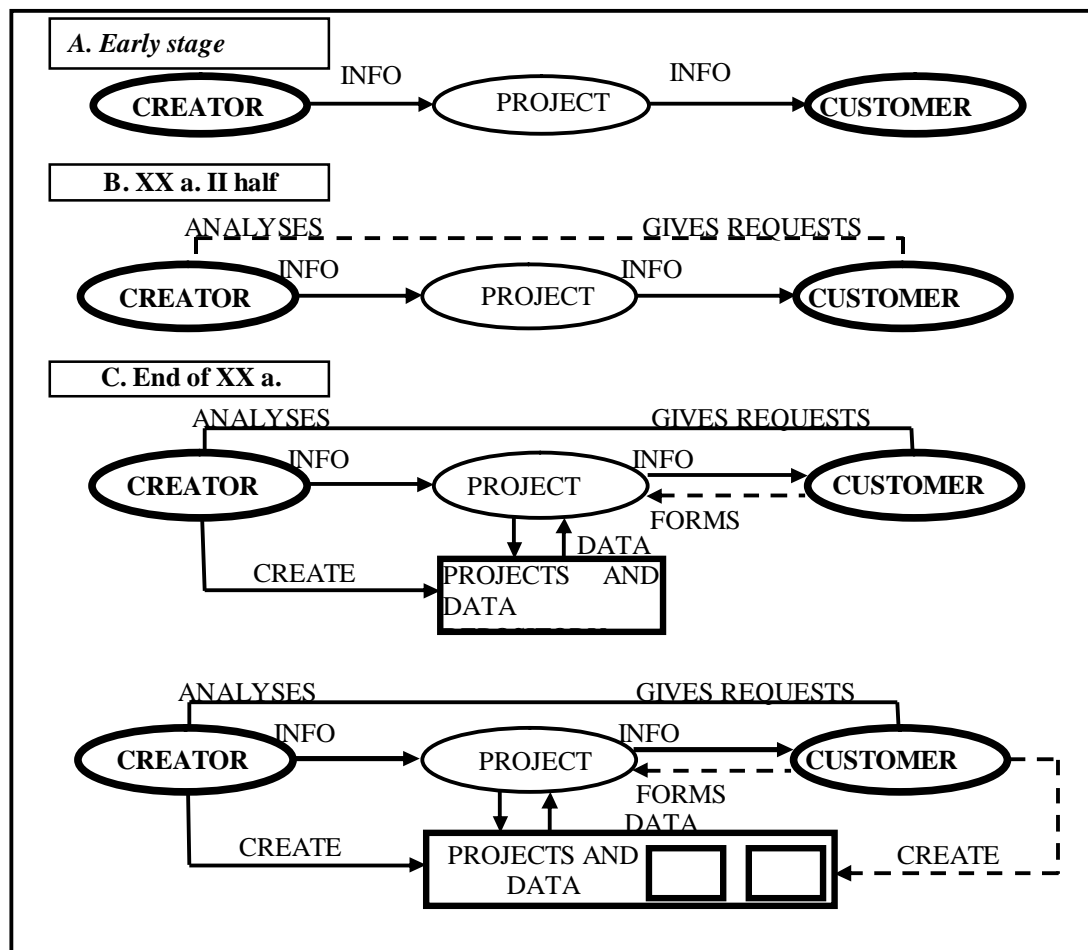 A. Early stage
INFO
INFO
CREATOR
PROJECT
CUSTOMER
B. XX a. II half
ANALYSES
GIVES REQUESTS
INFO
INFO
CREATOR
PROJECT
CUSTOMER
C. End of XX a.
ANALYSES
GIVES REQUESTS
INFO
INFO
CREATOR
PROJECT
CUSTOMER
FORMS
DATA
CREATE
PROJECTS AND
DATA
ANALYSES
GIVES REQUESTS
INFO
INFO
CREATOR
PROJECT
CUSTOMER
FORMS
DATA
CREATE
PROJECTS AND
DATA
CREATE